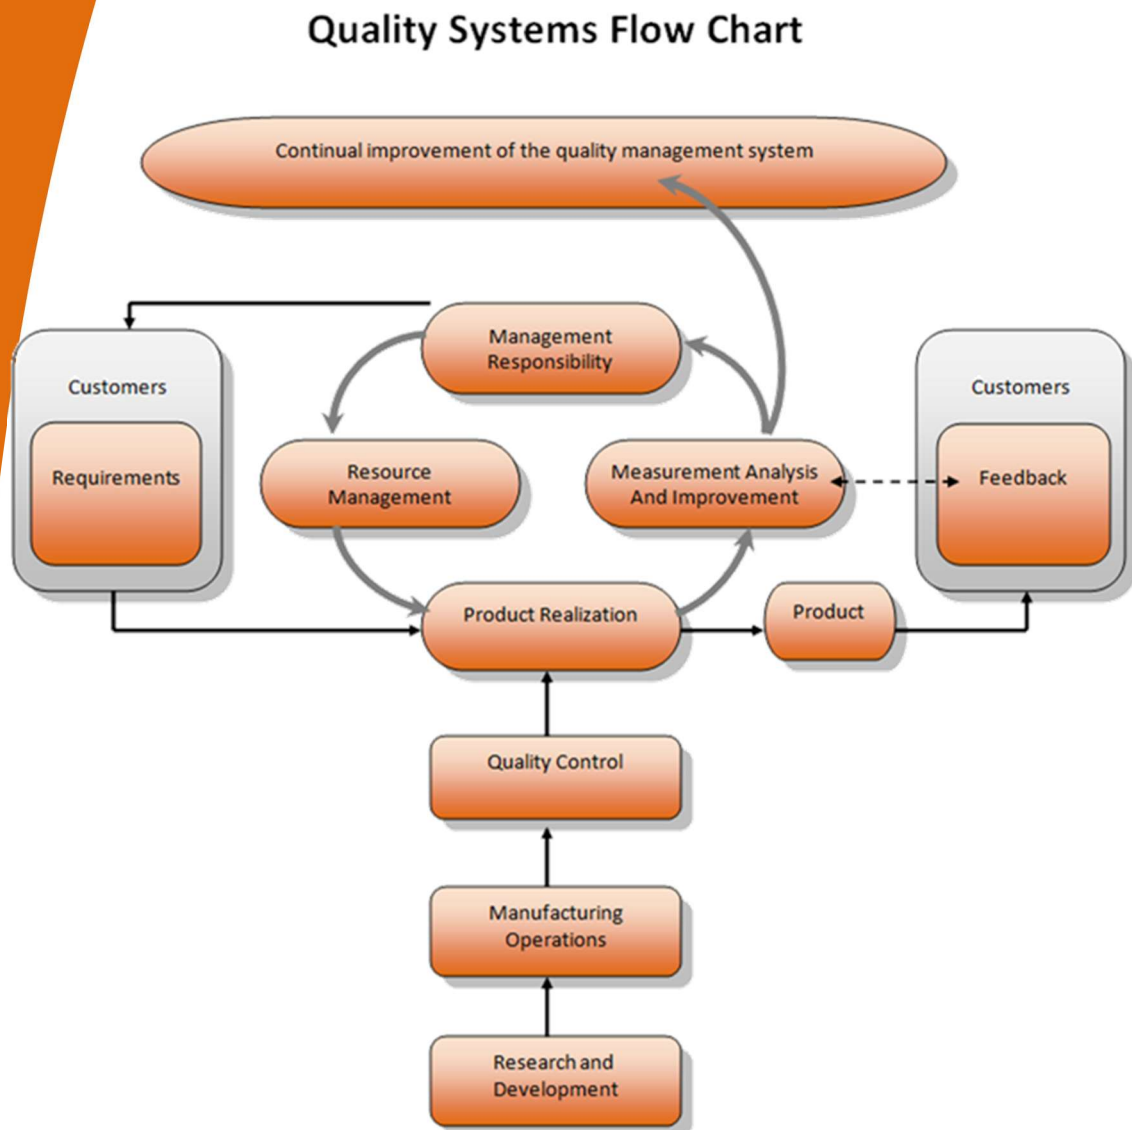 Quality Systems Flow Chart
Continual improvement of the quality management system
Management
Responsibility
Customers
Requirements
Resource
Management
Measurement Analysis
And Improvement
Customers
Feedback
Product Realization
Product
Quality Control
Manufacturing
Operations
Research and
Development